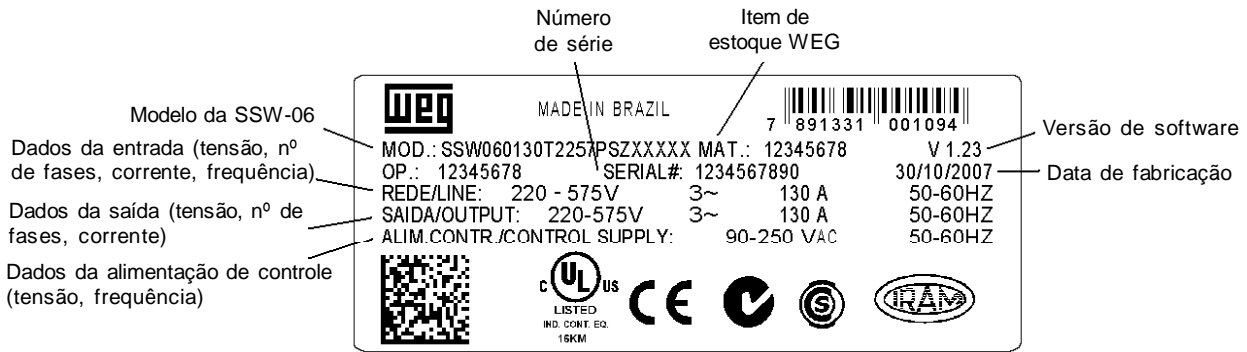 Número
de série
Item de
estoque WEG
Modelo da SSW-06
Dados da entrada (tensão, nº
de fases, corrente, frequência)
Dados da saída (tensão, nº de
fases, corrente)
Dados da alimentação de controle
(tensão, frequência)
Versão de software
Data de fabricação
weg
MADE IN BRAZIL
7 891331 001094
MOD.: SSW060130T2257PSZXXXXX MAT.: 12345678 V 1.23
OP.: 12345678 SERIAL#: 1234567890 30/10/2007
REDE/LINE: 220 - 575V 3~ 130 A 50-60HZ
SAIDA/OUTPUT: 220-575V 3~ 130 A 50-60HZ
ALIM.CONTR./CONTROL SUPPLY: 90-250 VAC 50-60HZ
C UL US
LISTED
IND. CONT. EQ.
16KM
CE
S
IRAM